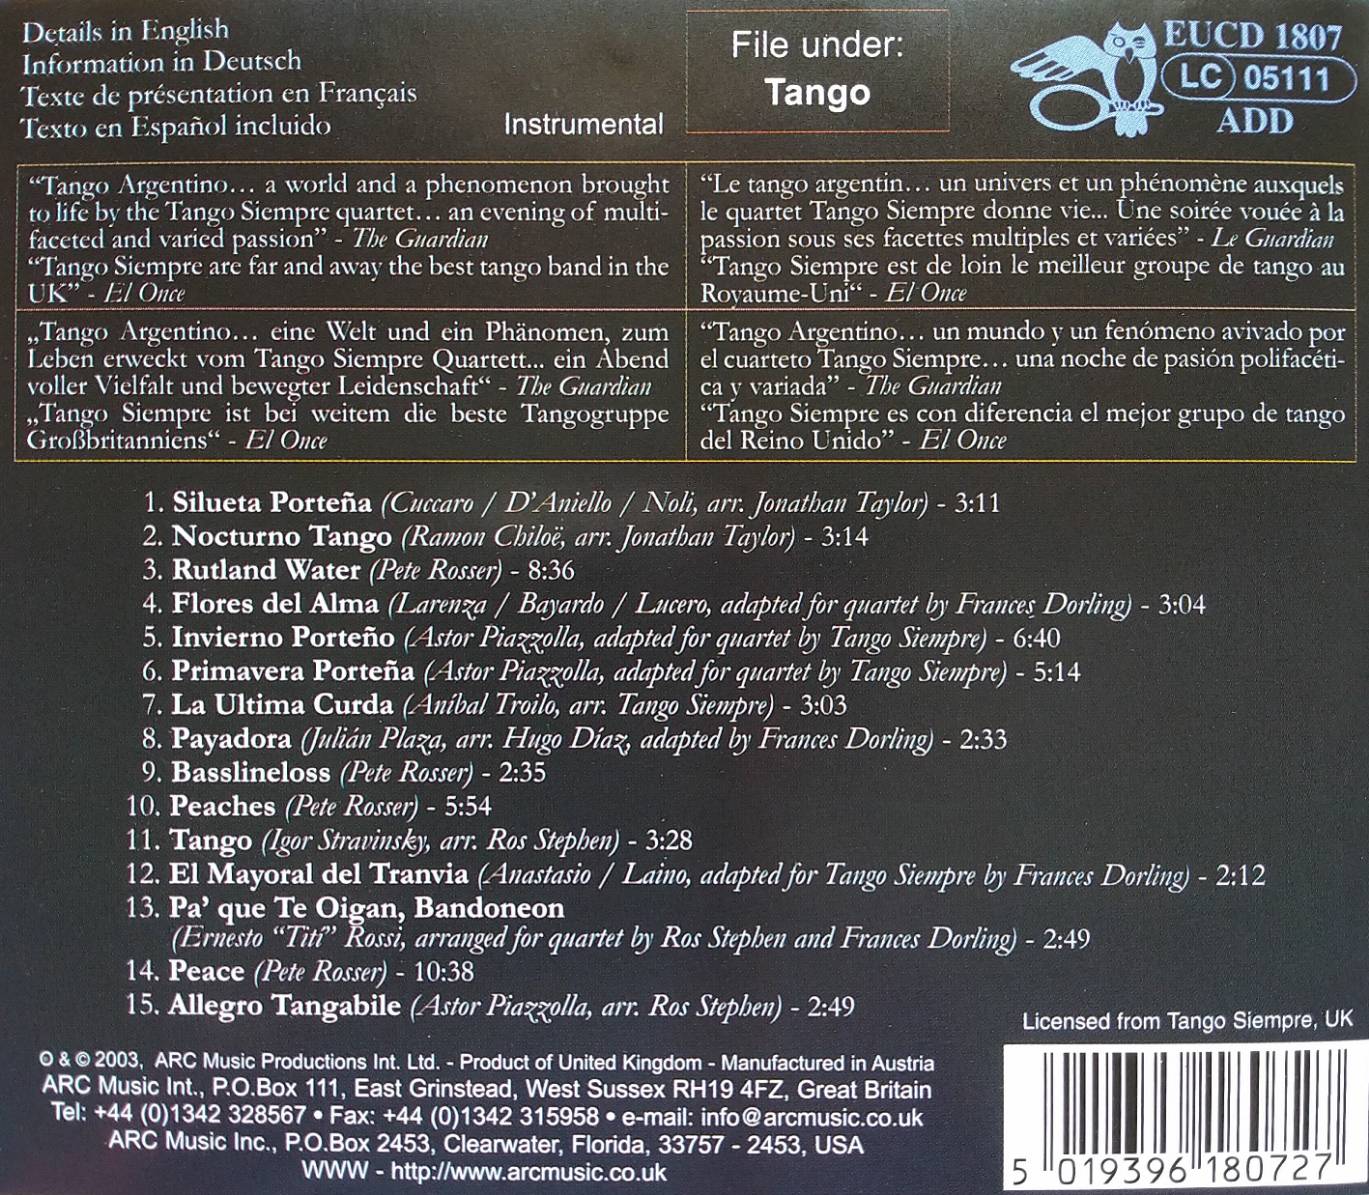 Details in English
Information in Deutsch
Texte de présentation en Français
Texto en Español incluido
Instrumental
File under:
Tango
EUCD 1807
LC 05111
ADD
“Tango Argentino… a world and a phenomenon brought
to life by the Tango Siempre quartet… an evening of multi-
faceted and varied passion” - The Guardian
“Tango Siempre are far and away the best tango band in the
UK” - El Once
“Le tango argentin… un univers et un phénomène auxquels
le quartet Tango Siempre donne vie... Une soirée vouée à la
passion sous ses facettes multiples et variées” - Le Guardian
“Tango Siempre est de loin le meilleur groupe de tango au
Royaume-Uni“ - El Once
„Tango Argentino… eine Welt und ein Phänomen, zum
Leben erweckt vom Tango Siempre Quartett... ein Abend
voller Vielfalt und bewegter Leidenschaft“ - The Guardian
„Tango Siempre ist bei weitem die beste Tangogruppe
Großbritanniens“ - El Once
“Tango Argentino… un mundo y un fenómeno avivado por
el cuarteto Tango Siempre… una noche de pasión polifacéti-
ca y variada” - The Guardian
“Tango Siempre es con diferencia el mejor grupo de tango
del Reino Unido” - El Once
1. Silueta Porteña (Cuccaro / D’Aniello / Noli, arr. Jonathan Taylor) - 3:11
2. Nocturno Tango (Ramon Chiloë, arr. Jonathan Taylor) - 3:14
3. Rutland Water (Pete Rosser) - 8:36
4. Flores del Alma (Larenza / Bayardo / Lucero, adapted for quartet by Frances Dorling) - 3:04
5. Invierno Porteño (Astor Piazzolla, adapted for quartet by Tango Siempre) - 6:40
6. Primavera Porteña (Astor Piazzolla, adapted for quartet by Tango Siempre) - 5:14
7. La Ultima Curda (Aníbal Troilo, arr. Tango Siempre) - 3:03
8. Payadora (Julián Plaza, arr. Hugo Díaz, adapted by Frances Dorling) - 2:33
9. Basslineloss (Pete Rosser) - 2:35
10. Peaches (Pete Rosser) - 5:54
11. Tango (Igor Stravinsky, arr. Ros Stephen) - 3:28
12. El Mayoral del Tranvia (Anastasio / Laino, adapted for Tango Siempre by Frances Dorling) - 2:12
13. Pa’ que Te Oigan, Bandoneon
(Ernesto “Titi” Rossi, arranged for quartet by Ros Stephen and Frances Dorling) - 2:49
14. Peace (Pete Rosser) - 10:38
15. Allegro Tangabile (Astor Piazzolla, arr. Ros Stephen) - 2:49
Licensed from Tango Siempre, UK
℗ & © 2003, ARC Music Productions Int. Ltd. - Product of United Kingdom - Manufactured in Austria
ARC Music Int., P.O.Box 111, East Grinstead, West Sussex RH19 4FZ, Great Britain
Tel: +44 (0)1342 328567 • Fax: +44 (0)1342 315958 • e-mail: info@arcmusic.co.uk
ARC Music Inc., P.O.Box 2453, Clearwater, Florida, 33757 - 2453, USA
WWW - http://www.arcmusic.co.uk
5 019396 180727